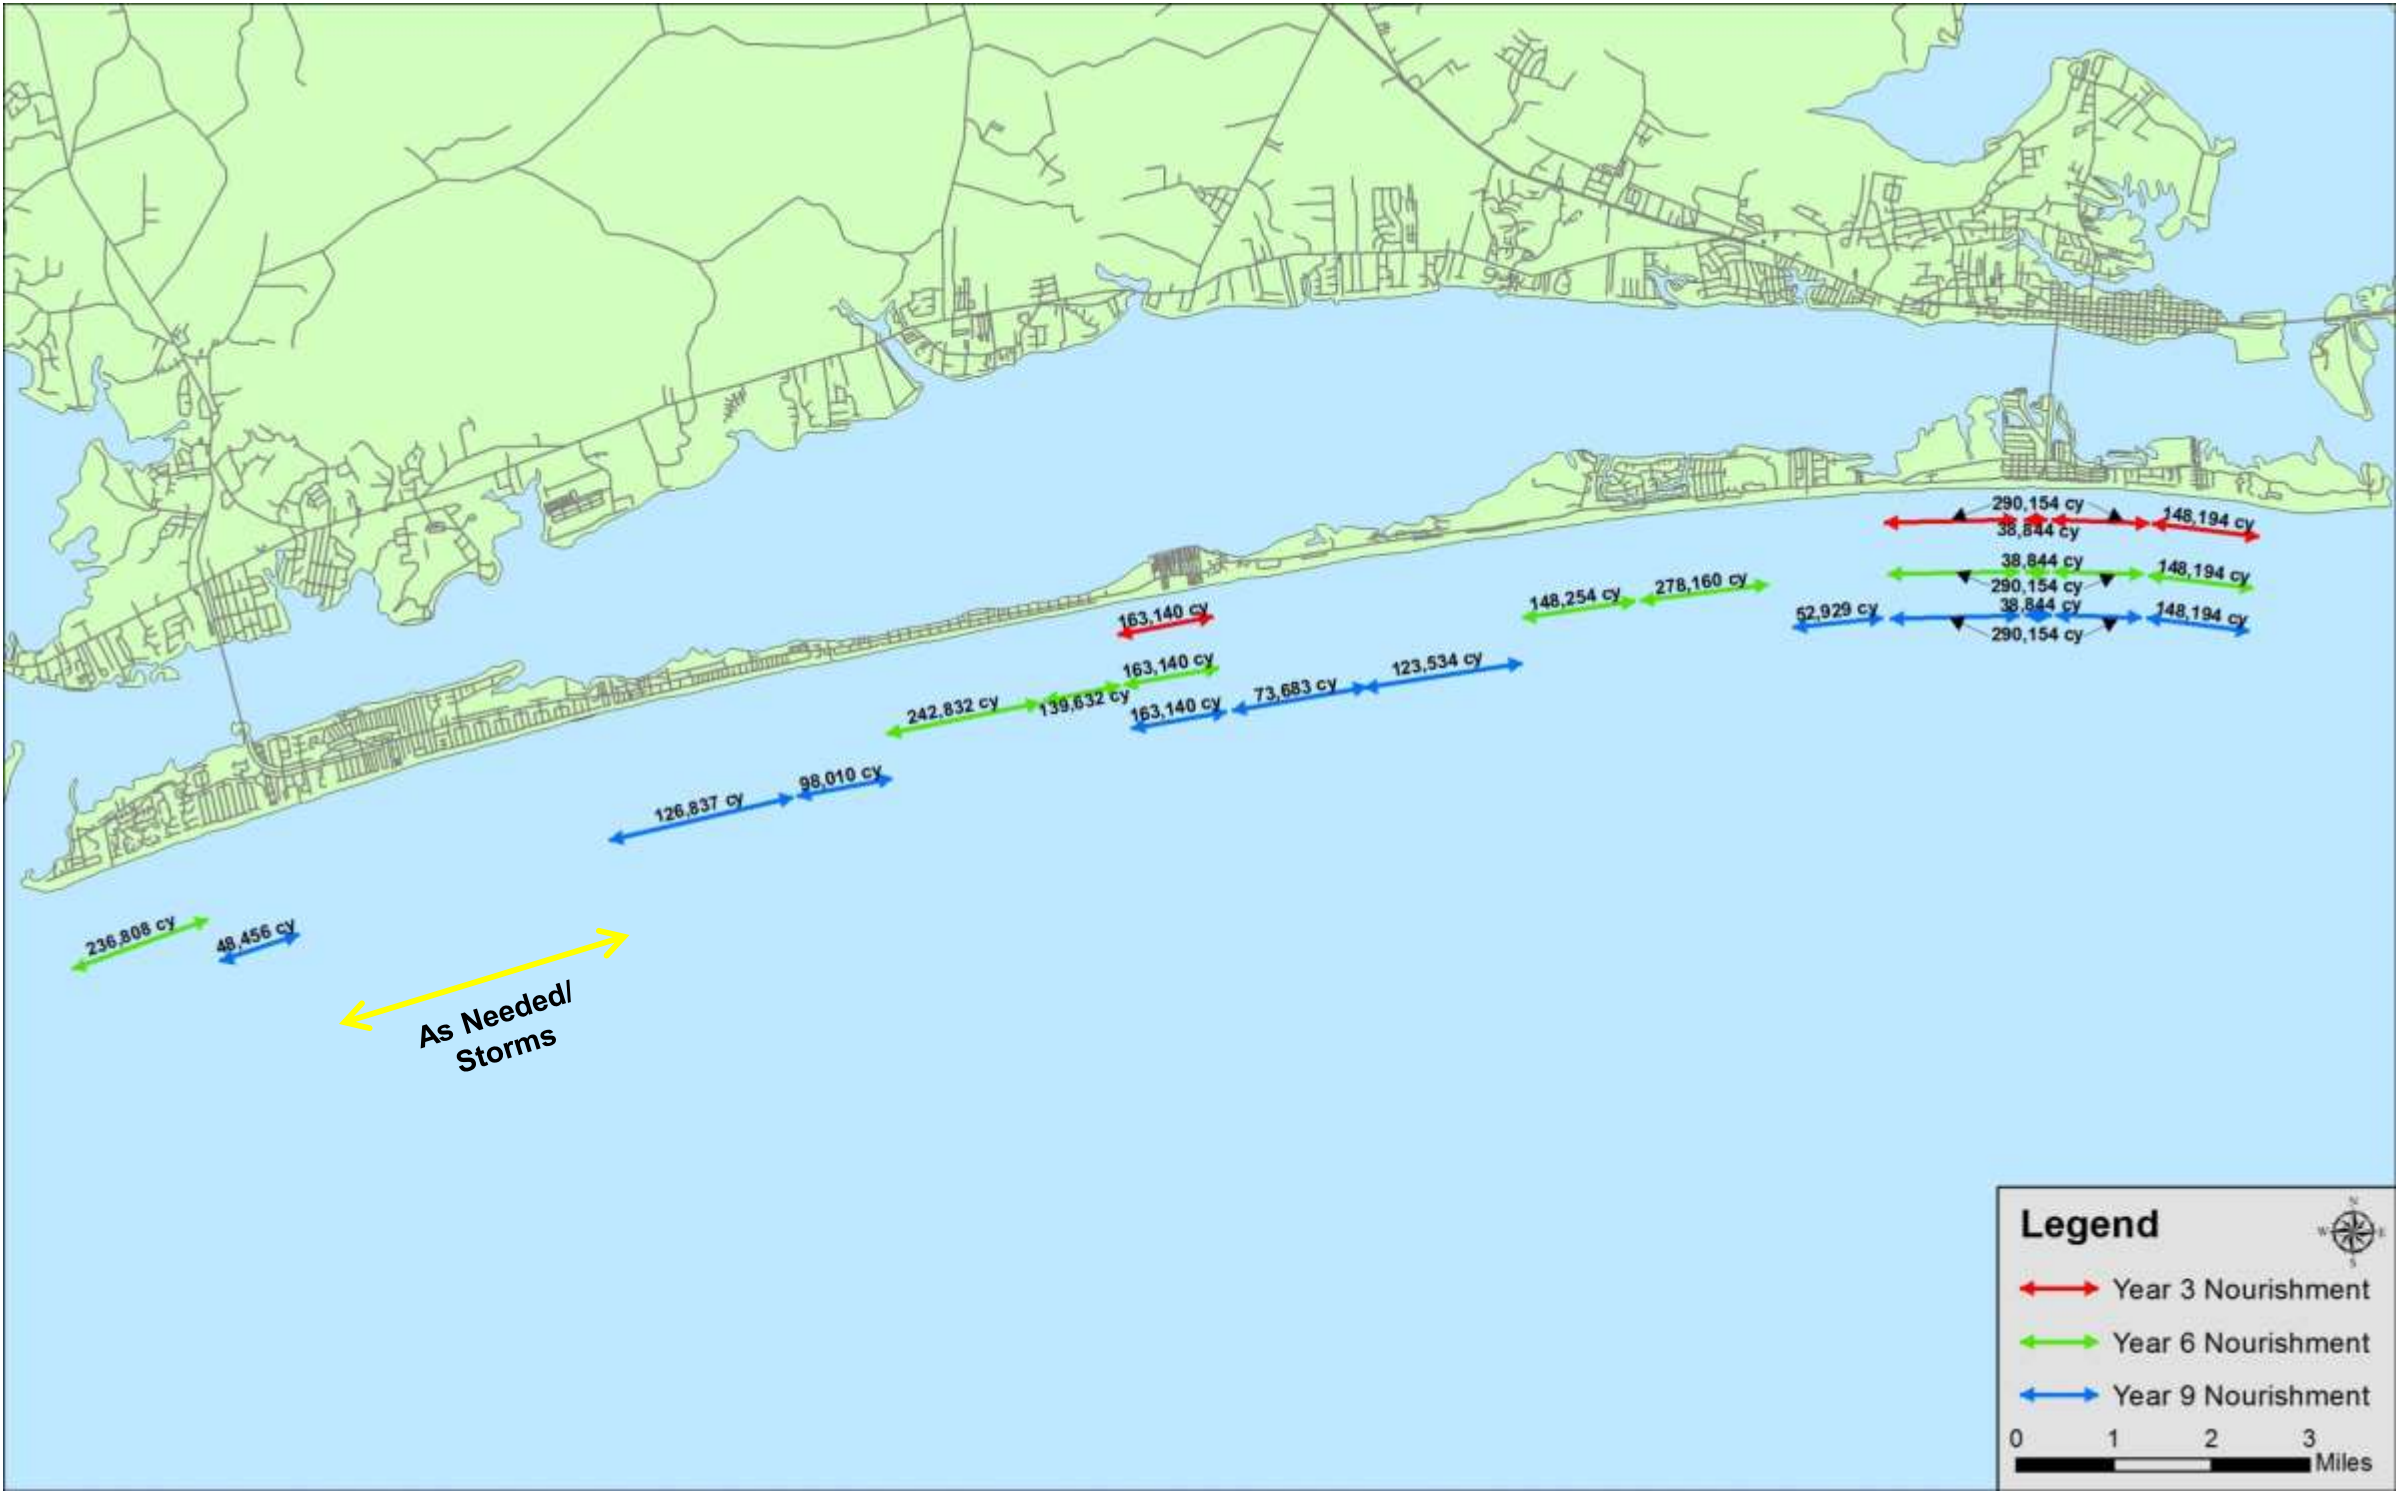 290,154 cy
148,194 cy
38,844 cy
38,844 cy
148,194 cy
290,154 cy
278,160 cy
148,254 cy
163,140 cy
52,929 cy
38,844 cy
148,194 cy
290,154 cy
163,140 cy
123,534 cy
73,683 cy
242,832 cy
139,632 cy
163,140 cy
98,010 cy
126,837 cy
236,808 cy
48,456 cy
As Needed/
Storms
Legend
N
W
E
S
Year 3 Nourishment
Year 6 Nourishment
Year 9 Nourishment
0 1 2 3
Miles